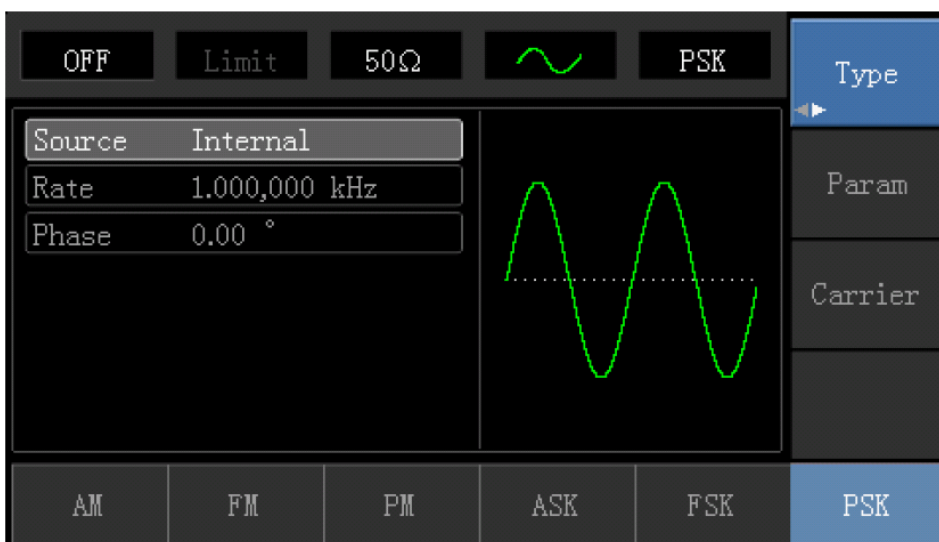 OFF Limit 50Ω PSK
Type
Source Internal
Rate 1.000,000 kHz
Phase 0.00 °
Param
Carrier
AM FM PM ASK FSK PSK